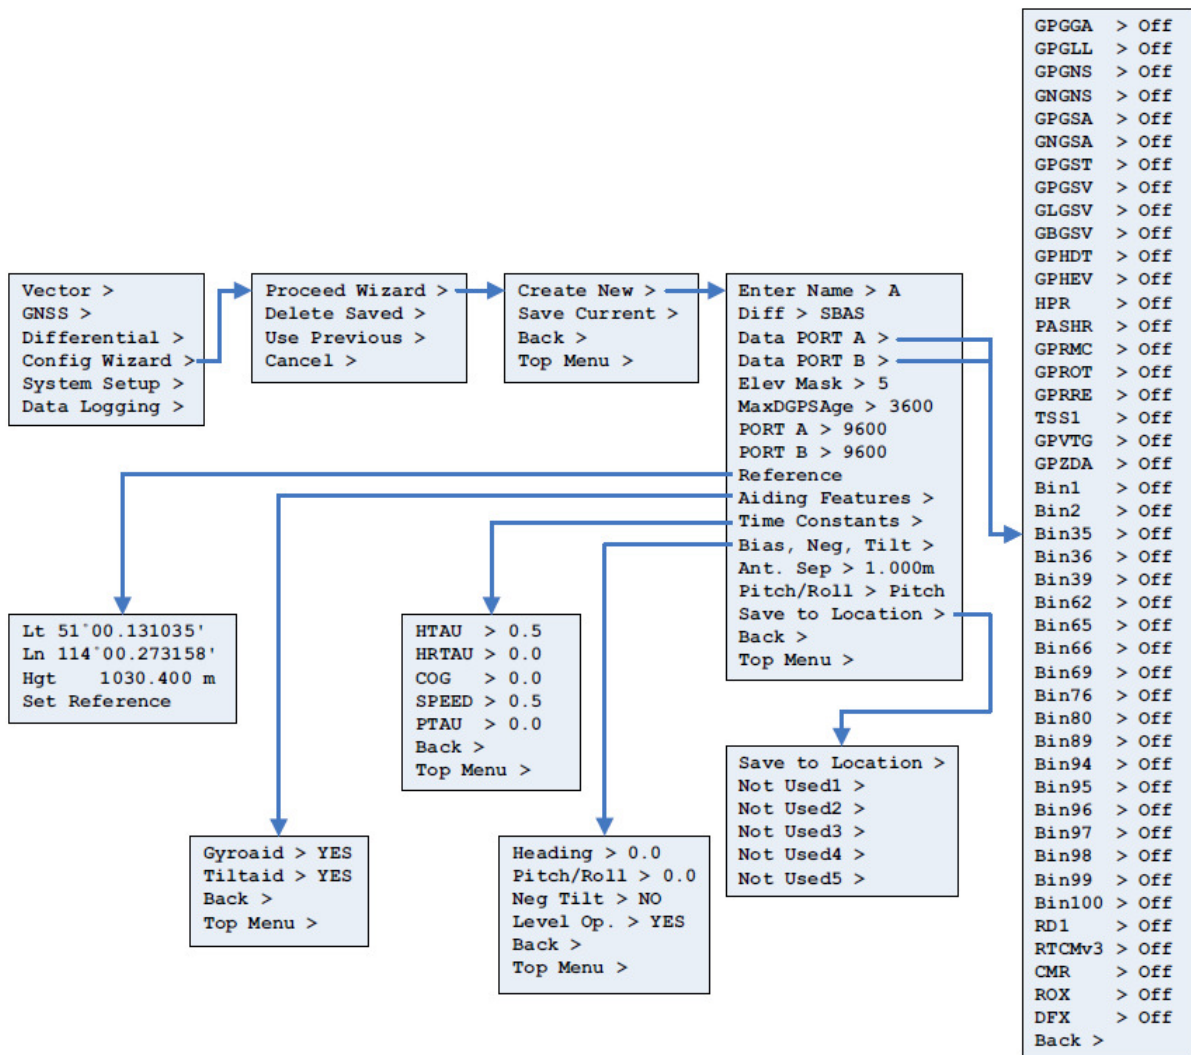 Vector >
GNSS >
Differential >
Config Wizard >
System Setup >
Data Logging >
Proceed Wizard >
Delete Saved >
Use Previous >
Cancel >
Create New >
Save Current >
Back >
Top Menu >
Enter Name > A
Diff > SBAS
Data PORT A >
Data PORT B >
Elev Mask > 5
MaxDGPSAge > 3600
PORT A > 9600
PORT B > 9600
Reference
Aiding Features >
Time Constants >
Bias, Neg, Tilt >
Ant. Sep > 1.000m
Pitch/Roll > Pitch
Save to Location >
Back >
Top Menu >
GPGGA > Off
GPGLL > Off
GPGNS > Off
GNGNS > Off
GPGSA > Off
GNGSA > Off
GPGST > Off
GPGSV > Off
GLGSV > Off
GBGSV > Off
GPHDT > Off
GPHEV > Off
HPR > Off
PASHR > Off
GPRMC > Off
GPROT > Off
GPRRE > Off
TSS1 > Off
GPVTG > Off
GPZDA > Off
Bin1 > Off
Bin2 > Off
Bin35 > Off
Bin36 > Off
Bin39 > Off
Bin62 > Off
Bin65 > Off
Bin66 > Off
Bin69 > Off
Bin76 > Off
Bin80 > Off
Bin89 > Off
Bin94 > Off
Bin95 > Off
Bin96 > Off
Bin97 > Off
Bin98 > Off
Bin99 > Off
Bin100 > Off
RD1 > Off
RTCMv3 > Off
CMR > Off
ROX > Off
DFX > Off
Back >
Lt 51°00.131035'
Ln 114°00.273158'
Hgt 1030.400 m
Set Reference
HTAU > 0.5
HRTAU > 0.0
COG > 0.0
SPEED > 0.5
PTAU > 0.0
Back >
Top Menu >
Save to Location >
Not Used1 >
Not Used2 >
Not Used3 >
Not Used4 >
Not Used5 >
Gyroaid > YES
Tiltaid > YES
Back >
Top Menu >
Heading > 0.0
Pitch/Roll > 0.0
Neg Tilt > NO
Level Op. > YES
Back >
Top Menu >